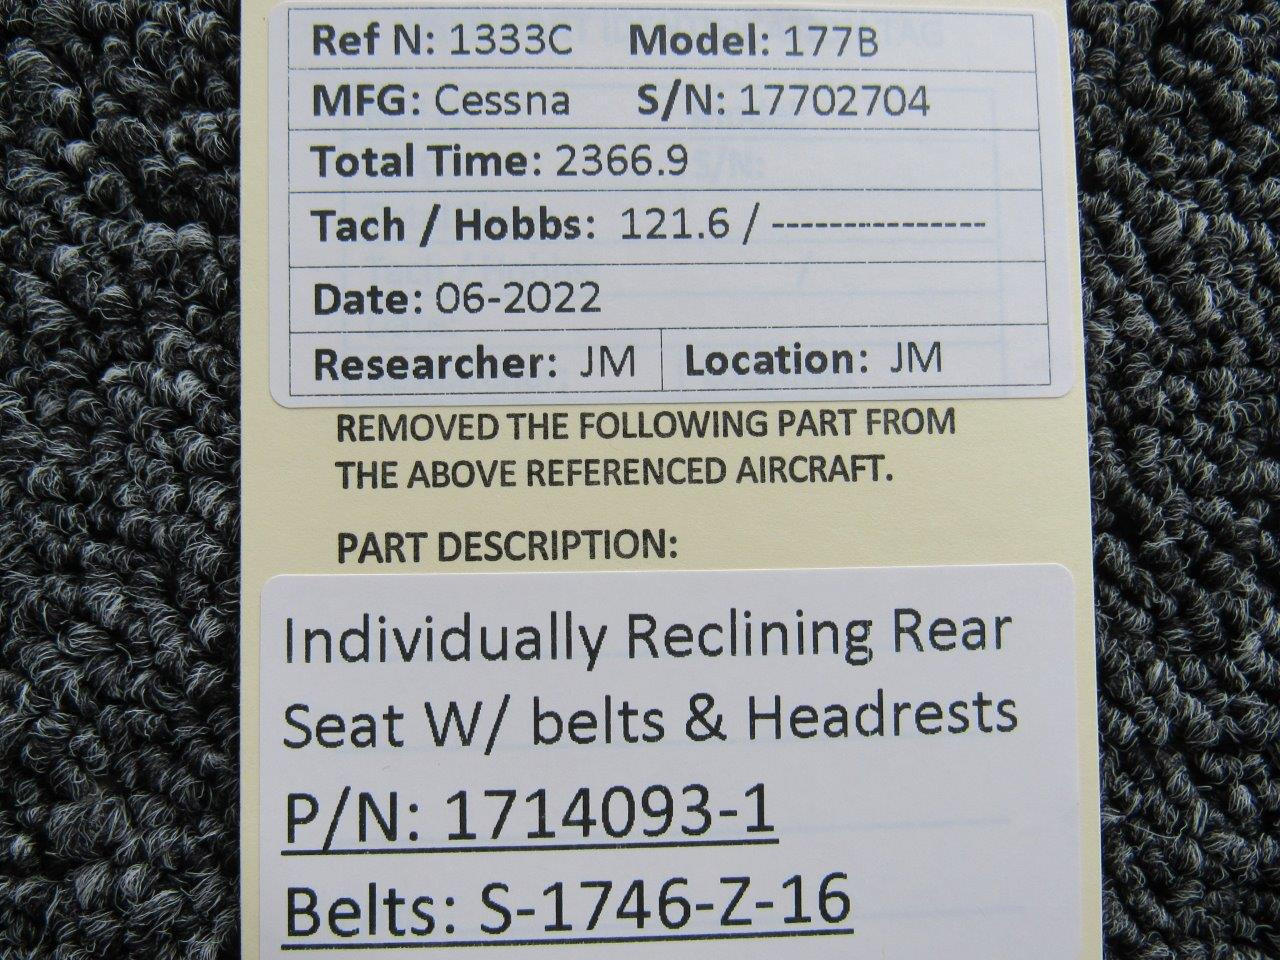 Ref N: 1333C Model: 177B
MFG: Cessna S/N: 17702704
Total Time: 2366.9
Tach / Hobbs: 121.6 / ---------------
Date: 06-2022
Researcher: JM Location: JM
REMOVED THE FOLLOWING PART FROM
THE ABOVE REFERENCED AIRCRAFT.
PART DESCRIPTION:
Individually Reclining Rear
Seat W/ belts & Headrests
P/N: 1714093-1
Belts: S-1746-Z-16